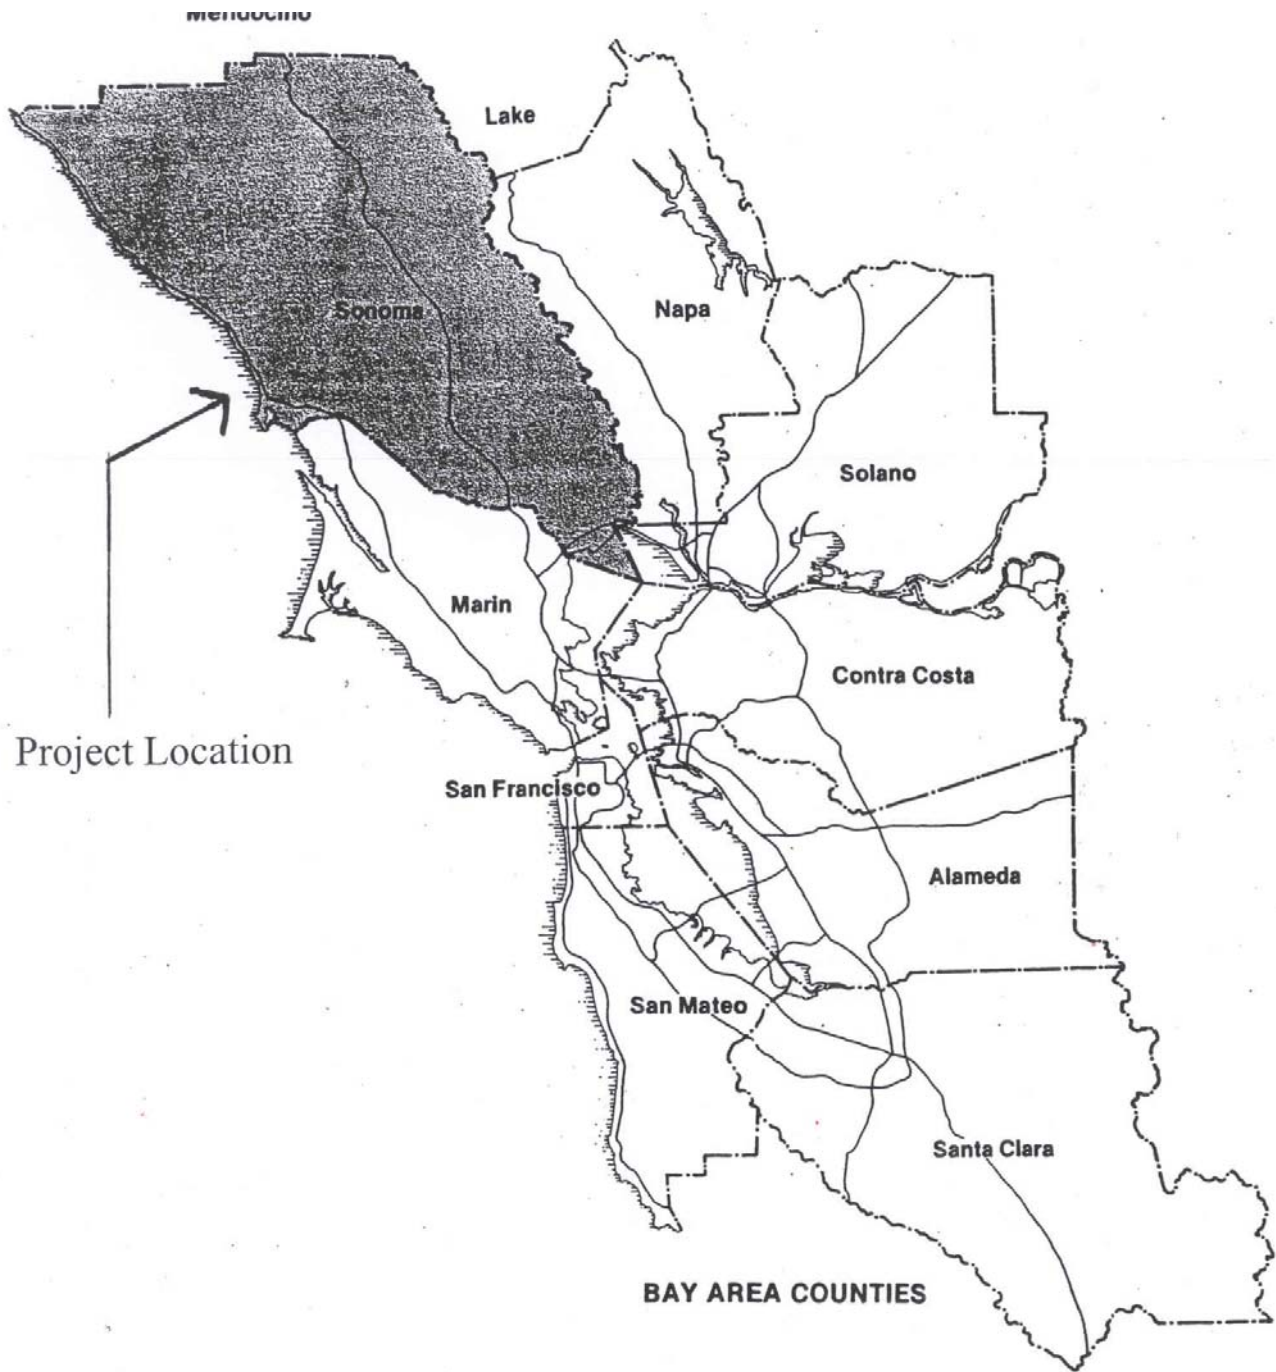 Mendocino
Lake
Sonoma
Napa
Solano
Marin
Contra Costa
Project Location
San Francisco
Alameda
San Mateo
Santa Clara
BAY AREA COUNTIES